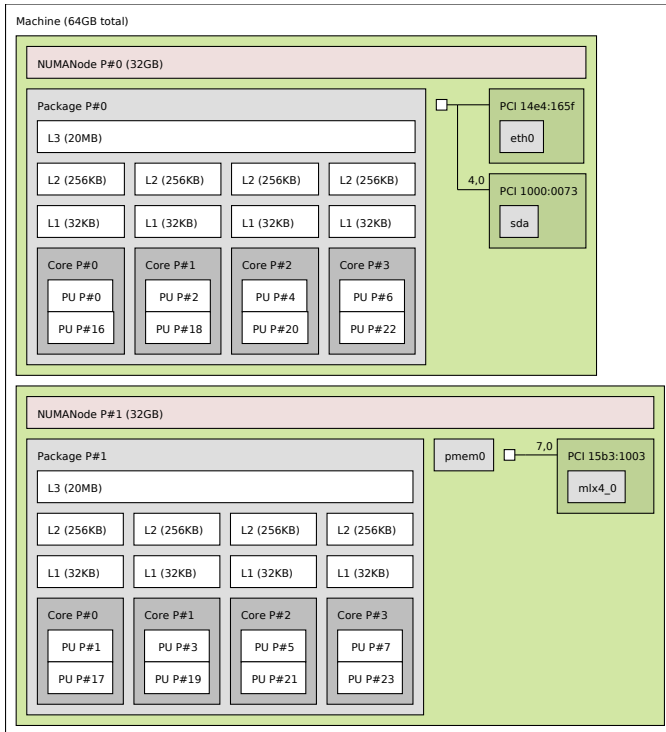 Machine (64GB total)
NUMANode P#0 (32GB)
Package P#0
L3 (20MB)
L2 (256KB) L2 (256KB) L2 (256KB) L2 (256KB)
L1 (32KB) L1 (32KB) L1 (32KB) L1 (32KB)
Core P#0 Core P#1 Core P#2 Core P#3
PU P#0 PU P#2 PU P#4 PU P#6
PU P#16 PU P#18 PU P#20 PU P#22
PCI 14e4:165f
eth0
4,0
PCI 1000:0073
sda
NUMANode P#1 (32GB)
Package P#1
L3 (20MB)
L2 (256KB) L2 (256KB) L2 (256KB) L2 (256KB)
L1 (32KB) L1 (32KB) L1 (32KB) L1 (32KB)
Core P#0 Core P#1 Core P#2 Core P#3
PU P#1 PU P#3 PU P#5 PU P#7
PU P#17 PU P#19 PU P#21 PU P#23
pmem0
7,0
PCI 15b3:1003
mlx4_0